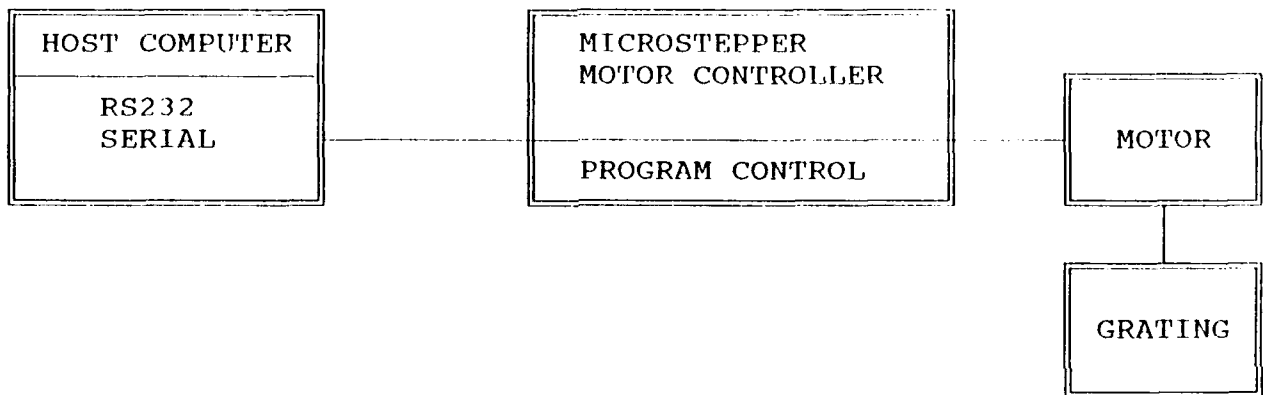 HOST COMPUTER
RS232
SERIAL
MICROSTEPPER
MOTOR CONTROLLER
PROGRAM CONTROL
MOTOR
GRATING